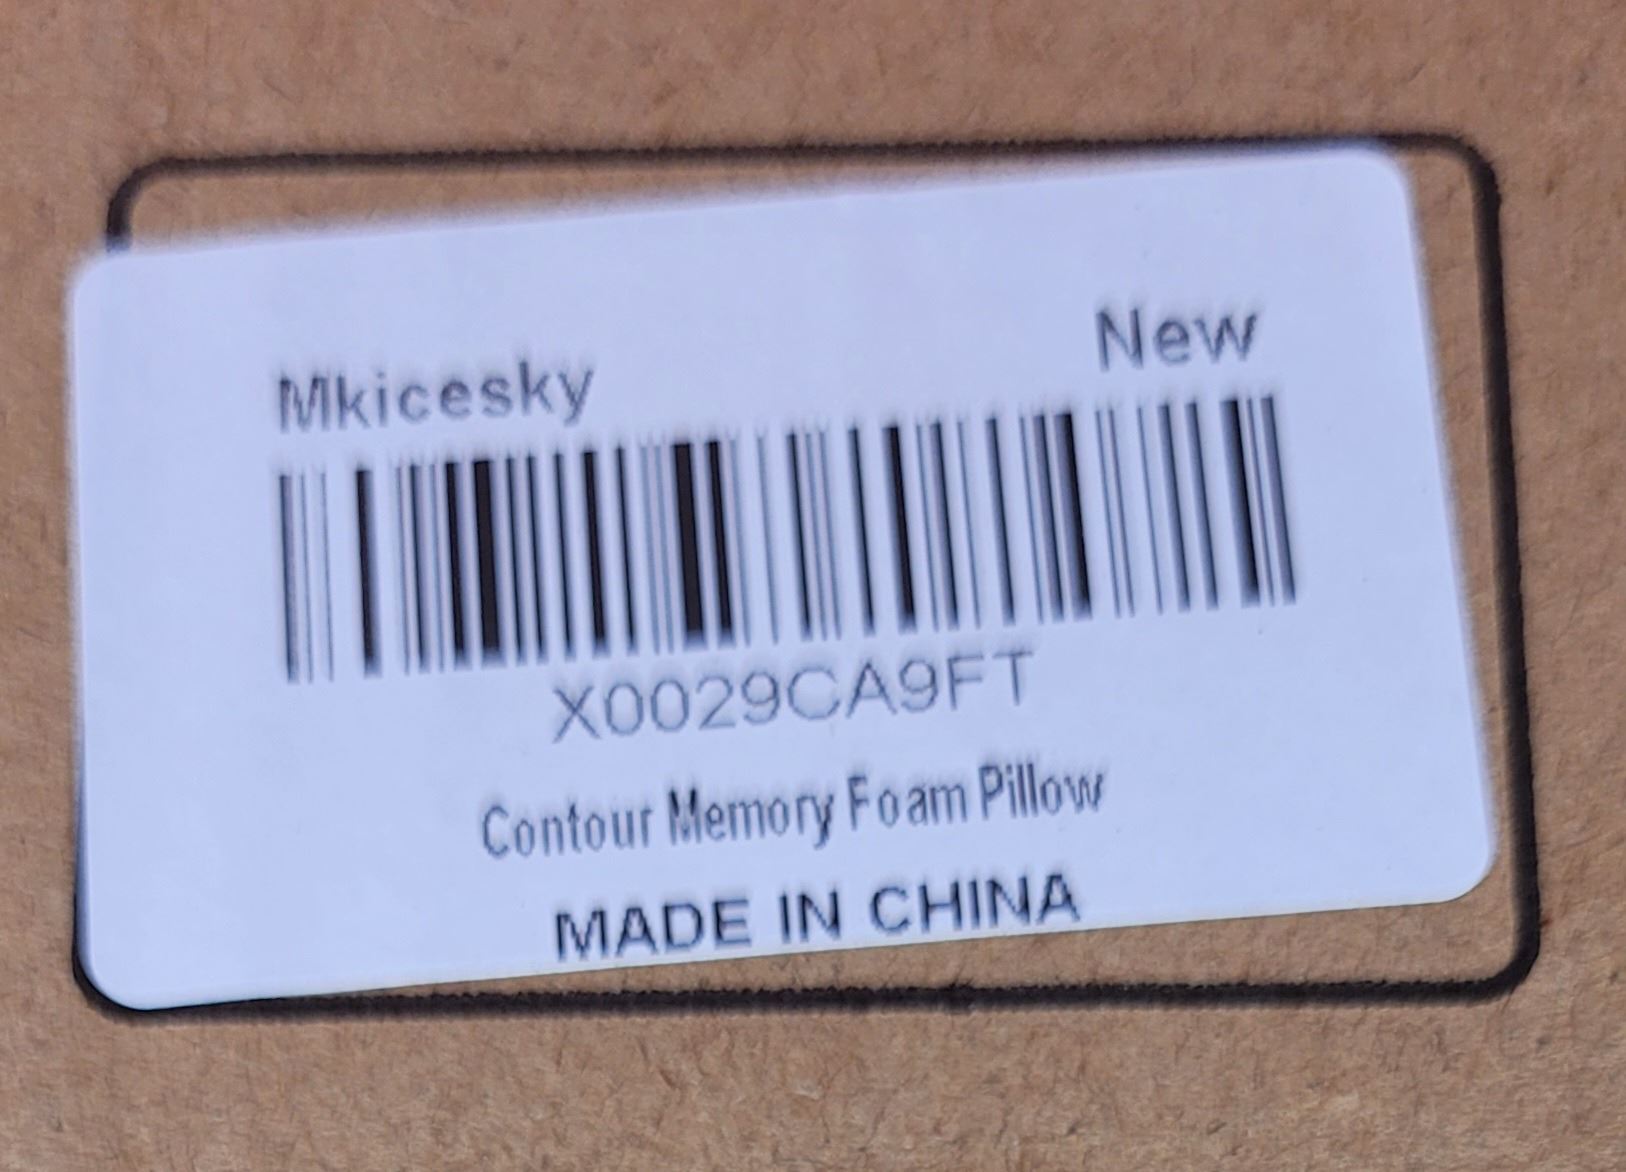 Mkicesky New
X0029CA9FT
Contour Memory Foam Pillow
MADE IN CHINA